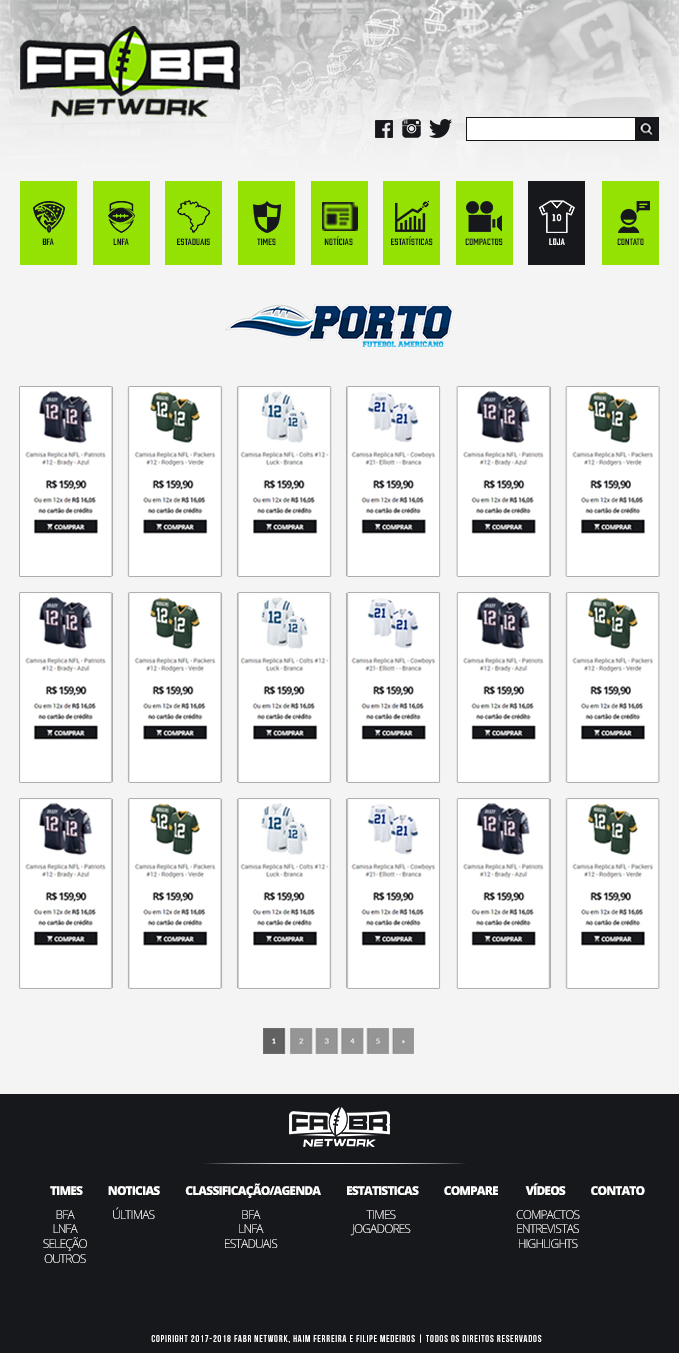 FABR
NETWORK
BFA
LNFA
ESTADUAIS
TIMES
NOTÍCIAS
ESTATÍSTICAS
COMPACTOS
10
LOJA
CONTATO
PORTO
FUTEBOL AMERICANO
Camisa Replica NFL - Patriots
#12 - Brady - Azul
R$ 159,90
Ou em 12x de R$ 16,05
no cartão de crédito
COMPRAR
Camisa Replica NFL - Packers
#12 - Rodgers - Verde
R$ 159,90
Ou em 12x de R$ 16,05
no cartão de crédito
COMPRAR
Camisa Replica NFL - Colts #12 -
Luck - Branca
R$ 159,90
Ou em 12x de R$ 16,05
no cartão de crédito
COMPRAR
Camisa Replica NFL - Cowboys
#21- Elliott - - Branca
R$ 159,90
Ou em 12x de R$ 16,05
no cartão de crédito
COMPRAR
Camisa Replica NFL - Patriots
#12 - Brady - Azul
R$ 159,90
Ou em 12x de R$ 16,05
no cartão de crédito
COMPRAR
Camisa Replica NFL - Packers
#12 - Rodgers - Verde
R$ 159,90
Ou em 12x de R$ 16,05
no cartão de crédito
COMPRAR
Camisa Replica NFL - Patriots
#12 - Brady - Azul
R$ 159,90
Ou em 12x de R$ 16,05
no cartão de crédito
COMPRAR
Camisa Replica NFL - Packers
#12 - Rodgers - Verde
R$ 159,90
Ou em 12x de R$ 16,05
no cartão de crédito
COMPRAR
Camisa Replica NFL - Colts #12 -
Luck - Branca
R$ 159,90
Ou em 12x de R$ 16,05
no cartão de crédito
COMPRAR
Camisa Replica NFL - Cowboys
#21- Elliott - - Branca
R$ 159,90
Ou em 12x de R$ 16,05
no cartão de crédito
COMPRAR
Camisa Replica NFL - Patriots
#12 - Brady - Azul
R$ 159,90
Ou em 12x de R$ 16,05
no cartão de crédito
COMPRAR
Camisa Replica NFL - Packers
#12 - Rodgers - Verde
R$ 159,90
Ou em 12x de R$ 16,05
no cartão de crédito
COMPRAR
Camisa Replica NFL - Patriots
#12 - Brady - Azul
R$ 159,90
Ou em 12x de R$ 16,05
no cartão de crédito
COMPRAR
Camisa Replica NFL - Packers
#12 - Rodgers - Verde
R$ 159,90
Ou em 12x de R$ 16,05
no cartão de crédito
COMPRAR
Camisa Replica NFL - Colts #12 -
Luck - Branca
R$ 159,90
Ou em 12x de R$ 16,05
no cartão de crédito
COMPRAR
Camisa Replica NFL - Cowboys
#21- Elliott - - Branca
R$ 159,90
Ou em 12x de R$ 16,05
no cartão de crédito
COMPRAR
Camisa Replica NFL - Patriots
#12 - Brady - Azul
R$ 159,90
Ou em 12x de R$ 16,05
no cartão de crédito
COMPRAR
Camisa Replica NFL - Packers
#12 - Rodgers - Verde
R$ 159,90
Ou em 12x de R$ 16,05
no cartão de crédito
COMPRAR
1 2 3 4 5 »
FABR
NETWORK
TIMES
BFA
LNFA
SELEÇÃO
OUTROS
NOTICIAS
ÚLTIMAS
CLASSIFICAÇÃO/AGENDA
BFA
LNFA
ESTADUAIS
ESTATISTICAS
TIMES
JOGADORES
COMPARE
VÍDEOS
COMPACTOS
ENTREVISTAS
HIGHLIGHTS
CONTATO
COPIRIGHT 2017-2018 FABR NETWORK, HAIM FERREIRA E FILIPE MEDEIROS | TODOS OS DIREITOS RESERVADOS